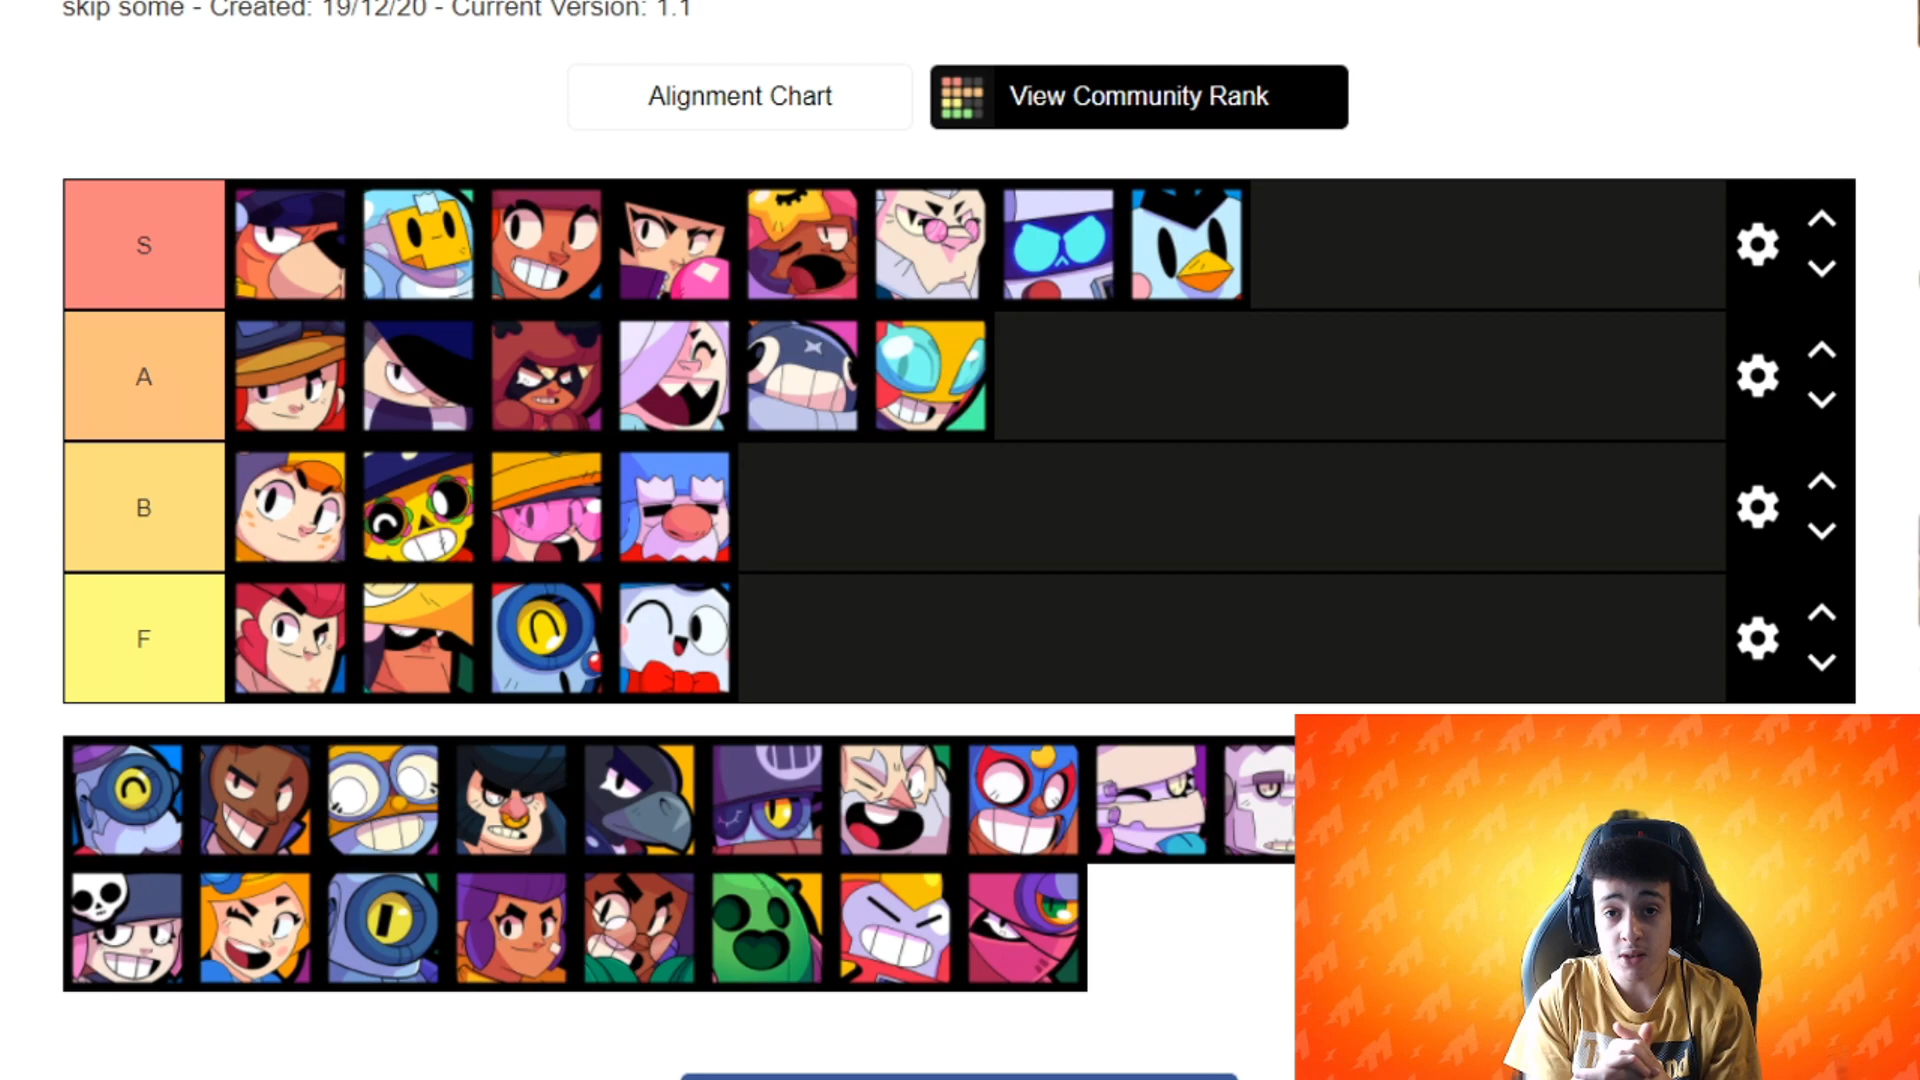 skip some - Created: 19/12/20 - Current Version: 1.1
Alignment Chart
View Community Rank
S
A
B
F